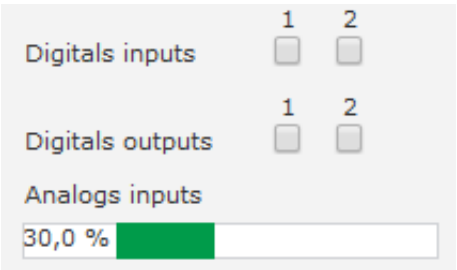 1 2
Digitals inputs
1 2
Digitals outputs
Analogs inputs
30,0 %